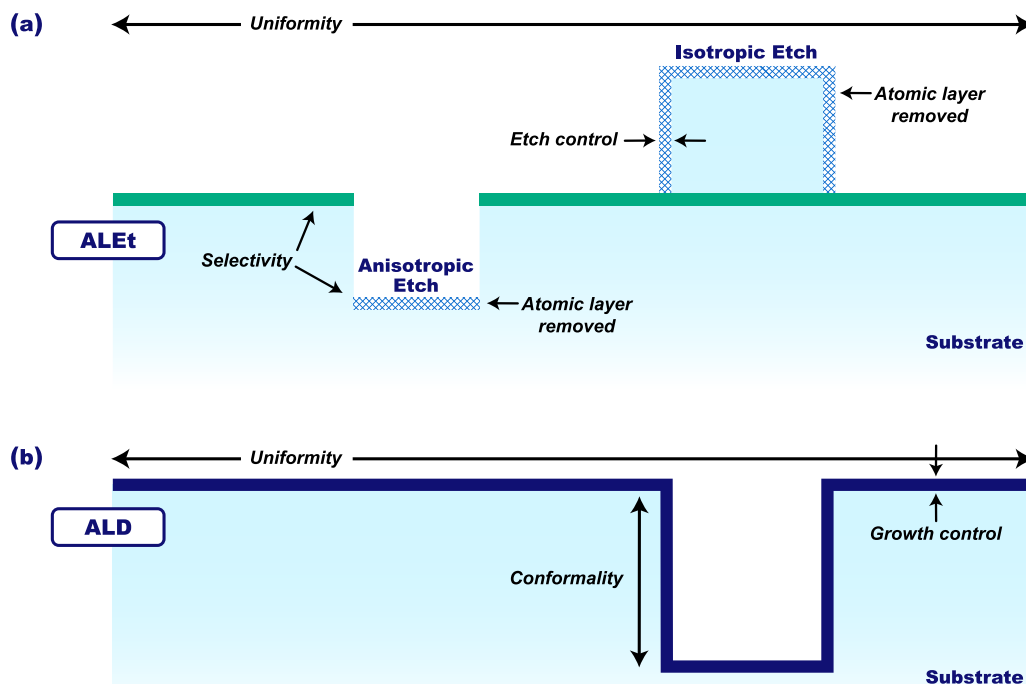 (a)
Uniformity
Isotropic Etch
Atomic layer
removed
Etch control
ALEt
Selectivity
Anisotropic
Etch
Atomic layer
removed
Substrate
(b)
Uniformity
ALD
Growth control
Conformality
Substrate